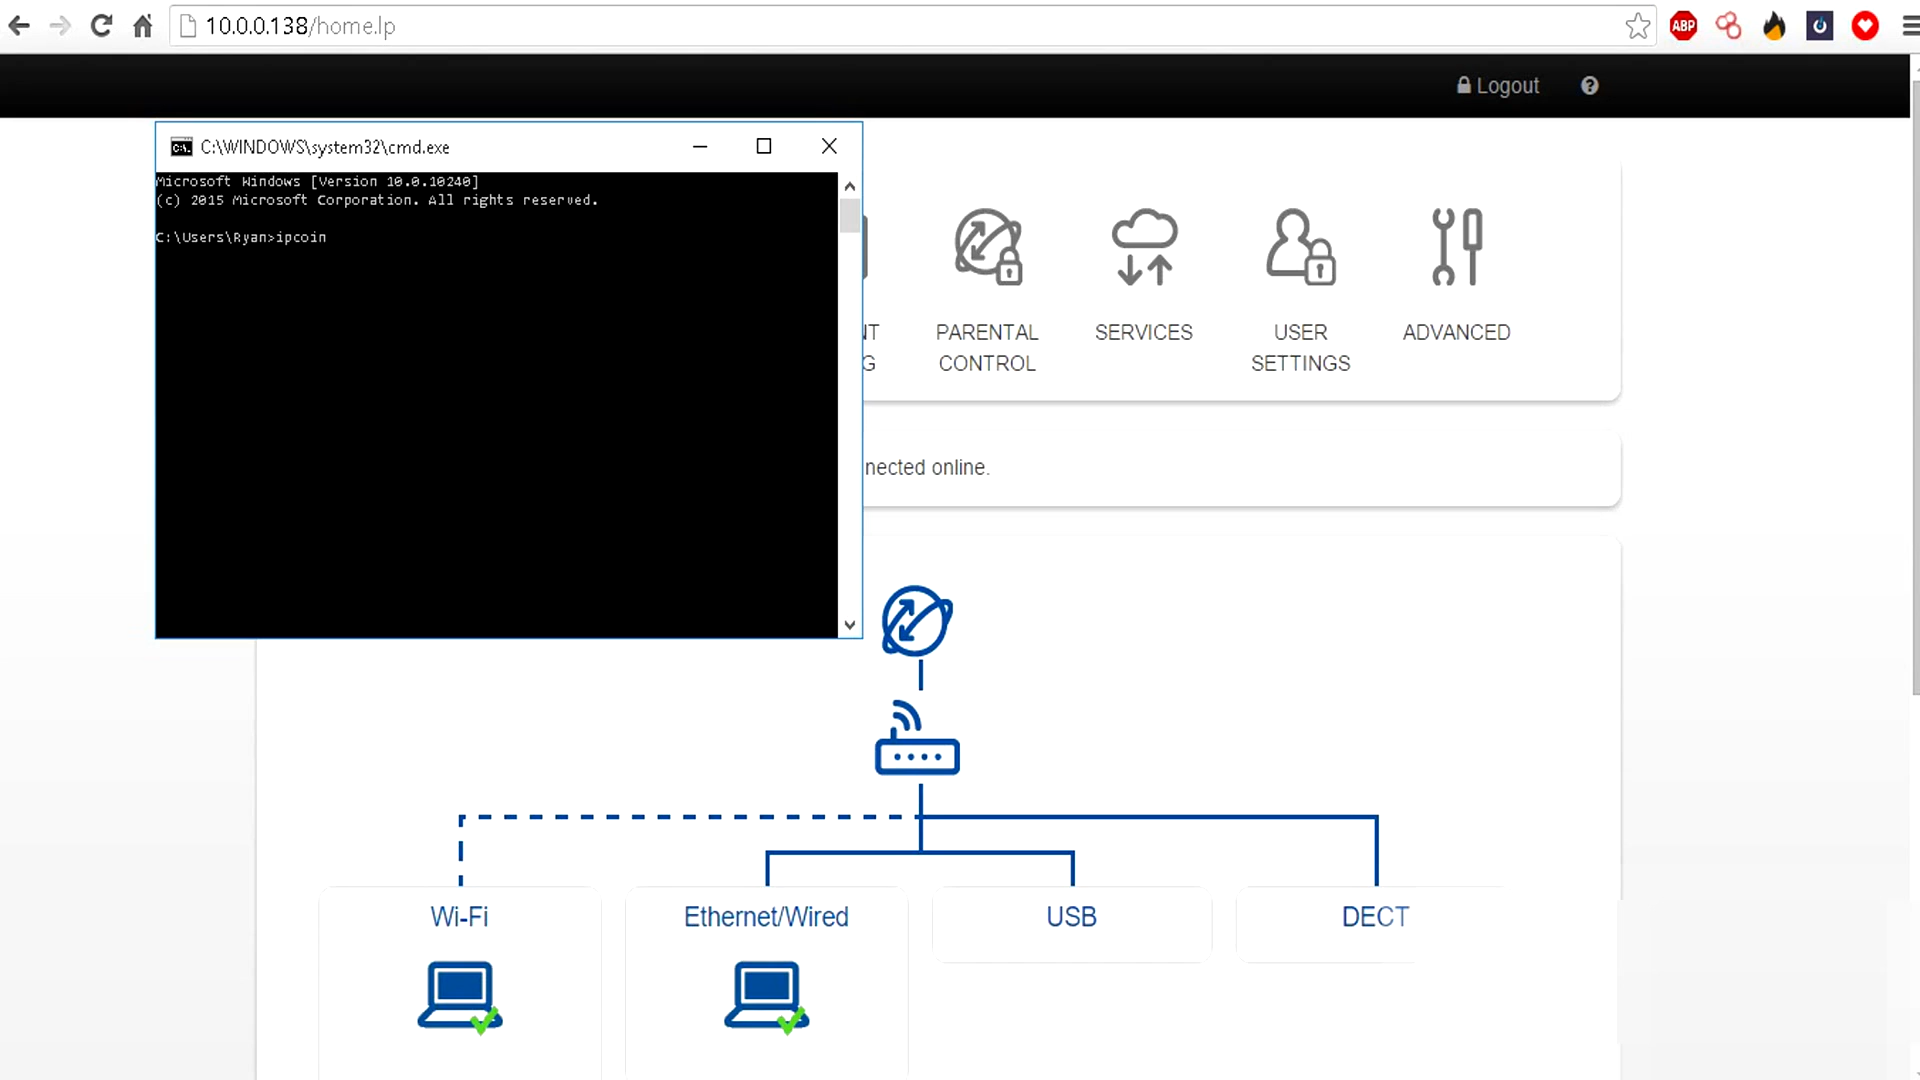 10.0.0.138/home.lp
ABP
Logout
C:\WINDOWS\system32\cmd.exe
Microsoft Windows [Version 10.0.10240]
(c) 2015 Microsoft Corporation. All rights reserved.
C:\Users\Ryan>ipcoin
NT
G
PARENTAL
CONTROL
SERVICES
USER
SETTINGS
ADVANCED
nected online.
Wi-Fi
Ethernet/Wired
USB
DECT